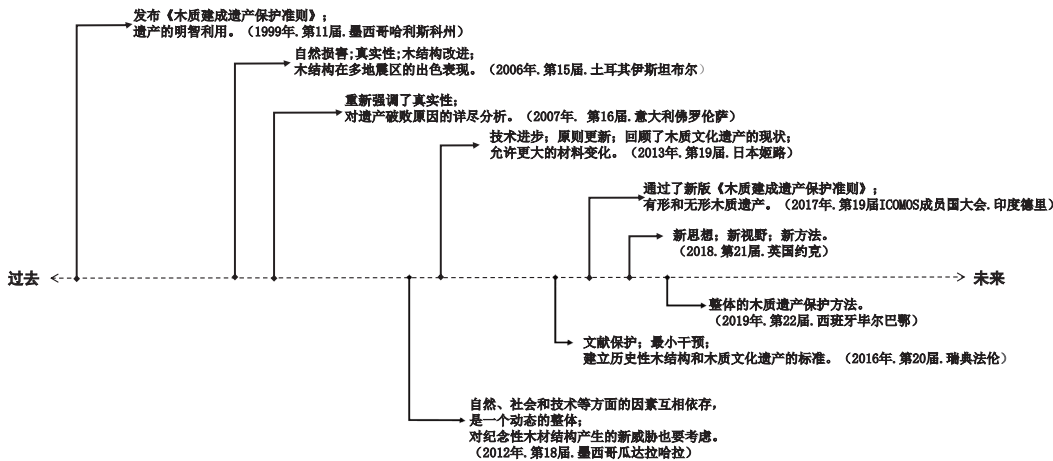 发布《木质建成遗产保护准则》;
遗产的明智利用。（1999年.第11届.墨西哥哈利斯科州）
自然损害;真实性;木结构改进;
木结构在多地震区的出色表现。（2006年.第15届.土耳其伊斯坦布尔）
重新强调了真实性;
对遗产破败原因的详尽分析。（2007年. 第16届.意大利佛罗伦萨）
技术进步；原则更新；回顾了木质文化遗产的现状;
允许更大的材料变化。（2013年.第19届.日本姬路）
通过了新版《木质建成遗产保护准则》;
有形和无形木质遗产。（2017年.第19届ICOMOS成员国大会.印度德里）
新思想；新视野；新方法。
（2018.第21届.英国约克）
过去
未来
整体的木质遗产保护方法。
（2019年.第22届.西班牙毕尔巴鄂）
文献保护；最小干预;
建立历史性木结构和木质文化遗产的标准。（2016年.第20届.瑞典法伦）
自然、社会和技术等方面的因素互相依存，
是一个动态的整体;
对纪念性木材结构产生的新威胁也要考虑。
（2012年.第18届.墨西哥瓜达拉哈拉）